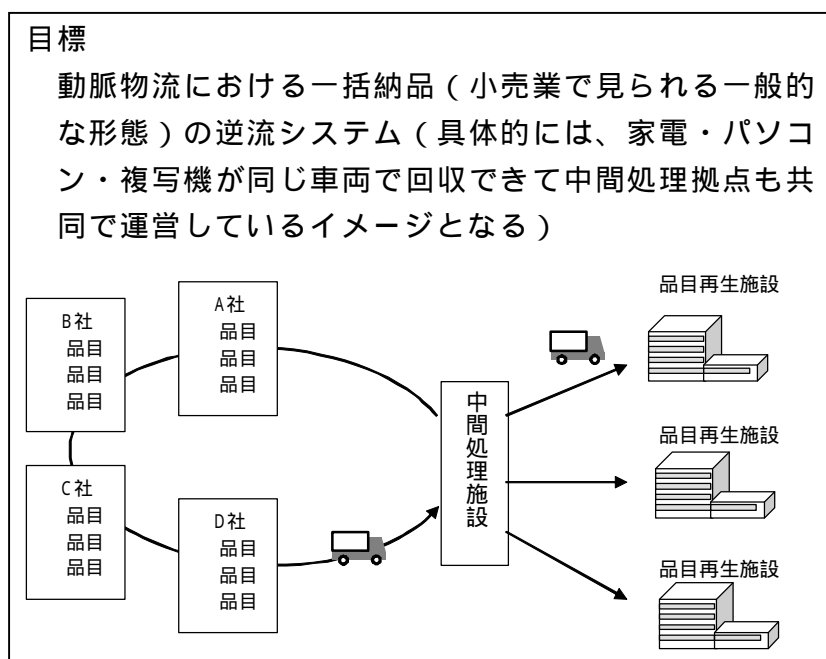 目標
動脈物流における一括納品（小売業で見られる一般的
な形態）の逆流システム（具体的には、家電・パソコ
ン・複写機が同じ車両で回収できて中間処理拠点も共
同で運営しているイメージとなる）
A社
品目
品目
品目
B社
品目
品目
品目
C社
品目
品目
品目
D社
品目
品目
品目
中間処理施設
品目再生施設
品目再生施設
品目再生施設